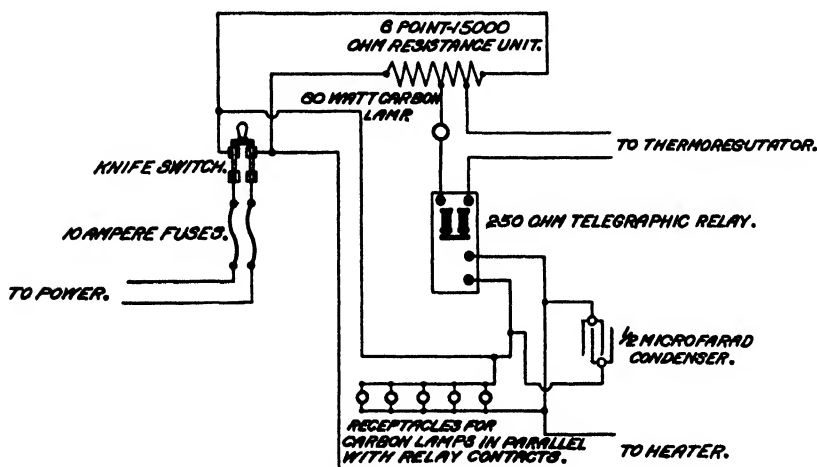 6 POINT-15000
OHM RESISTANCE UNIT.
60 WATT CARBON
LAMP.
TO THERMOREGUTATOR.
KNIFE SWITCH.
250 OHM TELEGRAPHIC RELAY.
10 AMPERE FUSES.
TO POWER.
1/2 MICROFARAD
CONDENSER.
RECEPTACLES FOR
CARBON LAMPS IN PARALLEL
WITH RELAY CONTACTS.
TO HEATER.